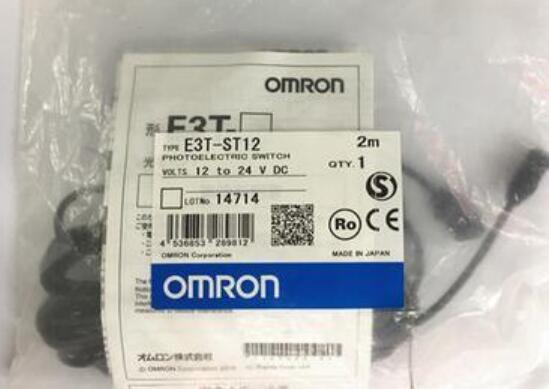 OMRON
E3T-
TYPE E3T-ST12 2m
PHOTOELECTRIC SWITCH
VOLTS 12 to 24 V DC QTY. 1
LOT No. 14714
S
Ro CE
4 536853 289812
OMRON Corporation MADE IN JAPAN
OMRON
オムロン株式会社